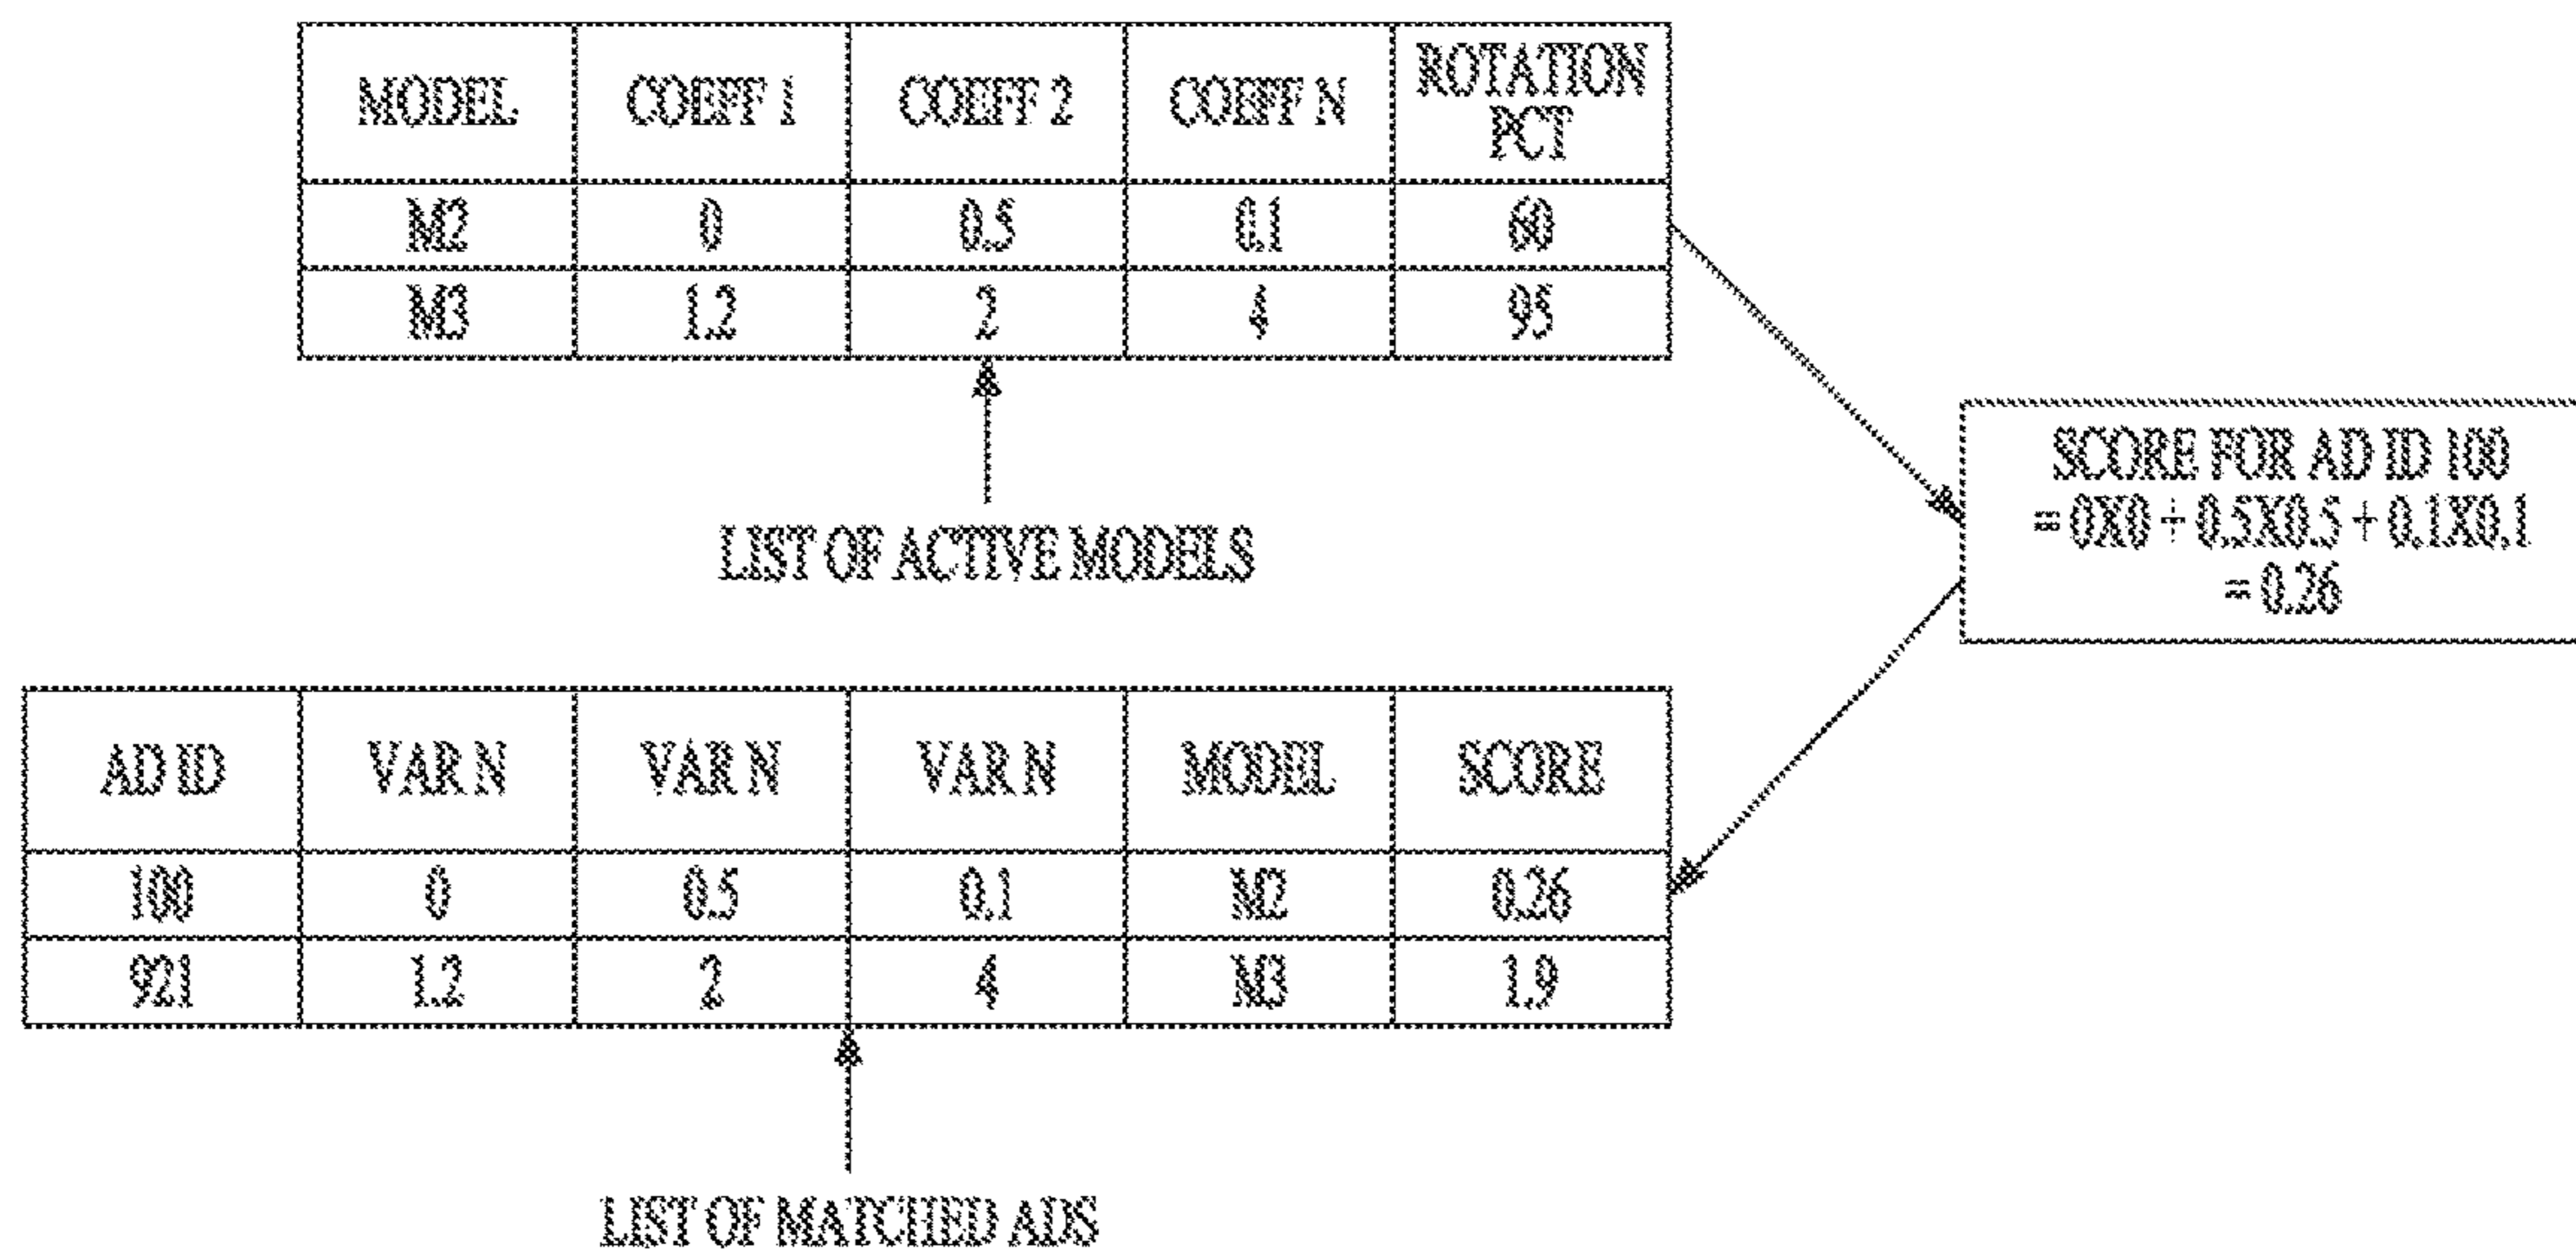 MODEL COEFF 1 COEFF 2 COEFF N ROTATION PCT
M2 0 0.5 0.1 60
M3 1.2 2 4 95
LIST OF ACTIVE MODELS
SCORE FOR AD ID 100
= 0X0 + 0.5X0.5 + 0.1X0.1
= 0.26
AD ID VAR N VAR N VAR N MODEL SCORE
100 0 0.5 0.1 M2 0.26
921 1.2 2 4 M3 1.9
LIST OF MATCHED ADS